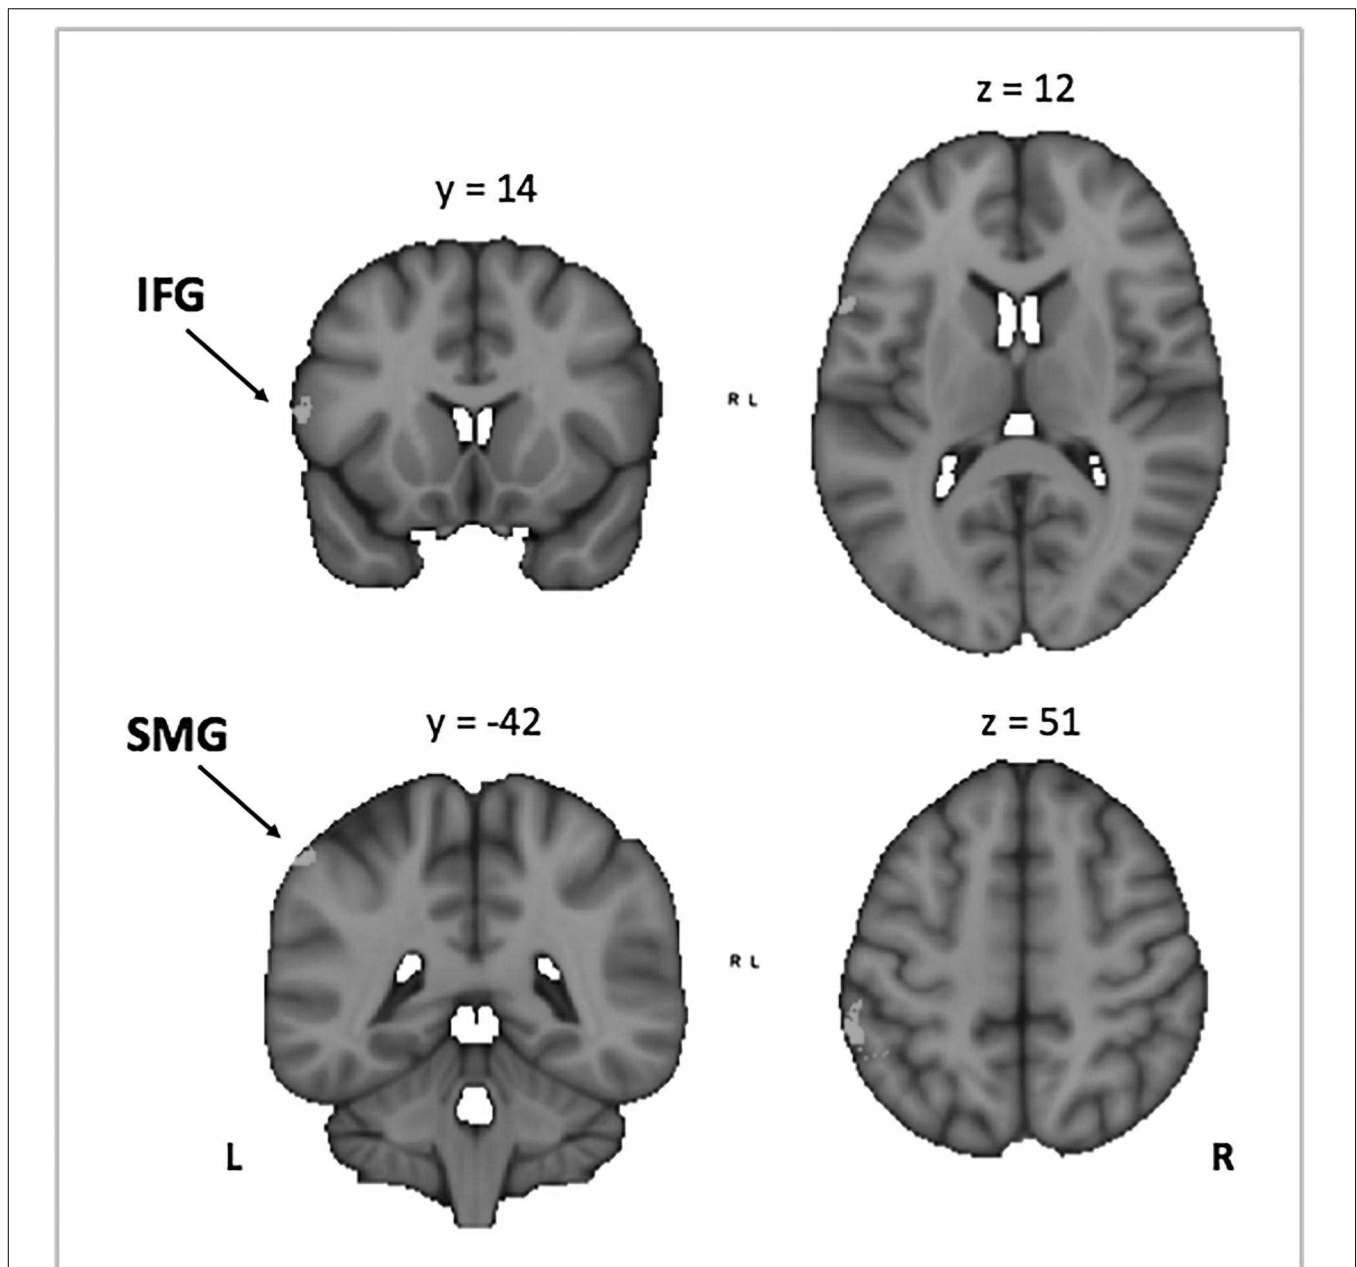 z = 12
y = 14
IFG
R L
SMG
y = -42
z = 51
R L
L
R